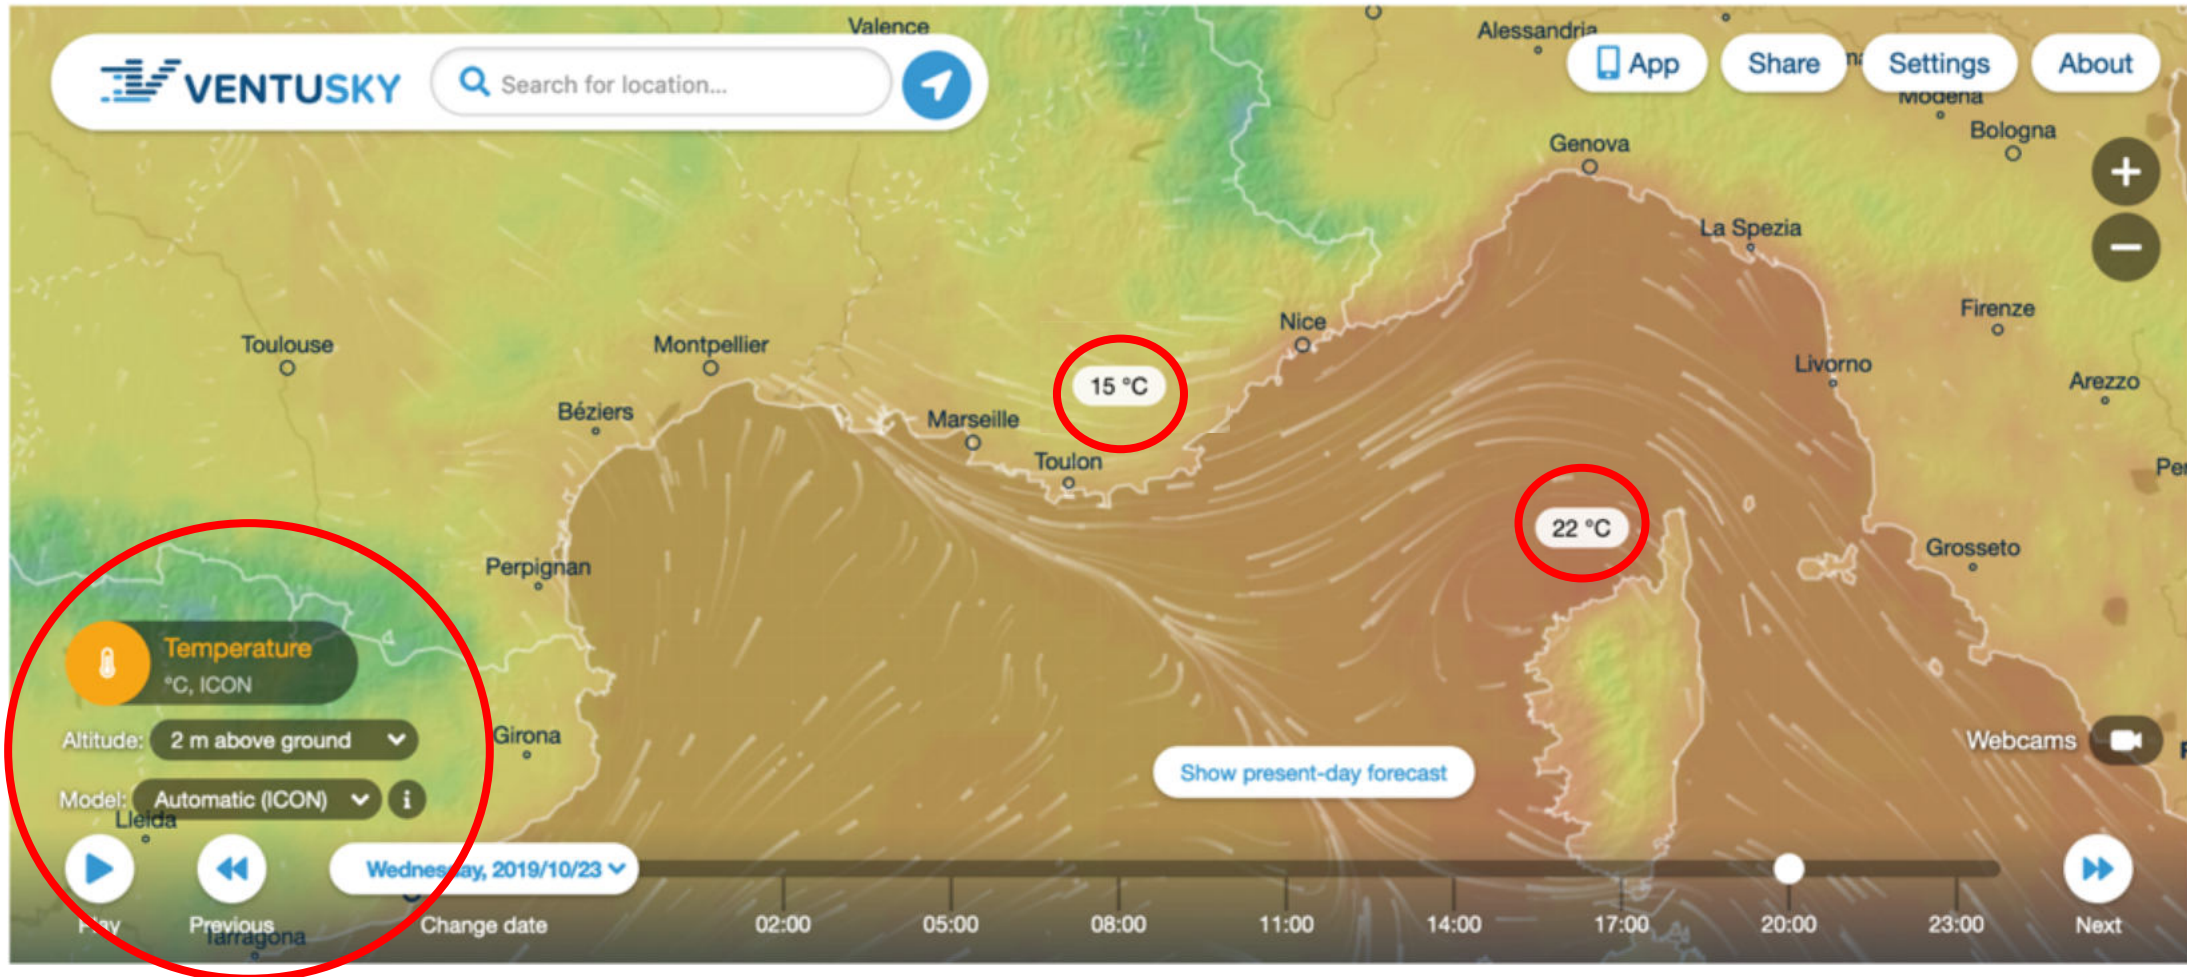 Valence
Alessandria
VENTUSKY
Search for location...
App
Share
Settings
About
Modena
Bologna
Genova
La Spezia
Firenze
Nice
Toulouse
Montpellier
Livorno
15 °C
Arezzo
Béziers
Marseille
Toulon
22 °C
Grosseto
Perpignan
Temperature
°C, ICON
Altitude: 2 m above ground
Girona
Webcams
Show present-day forecast
Model: Automatic (ICON) i
Lleida
Wednesday, 2019/10/23
Play
Previous
Change date
02:00
05:00
08:00
11:00
14:00
17:00
20:00
23:00
Next
Tarragona